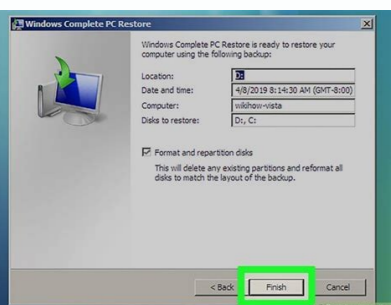 Windows Complete PC Restore
Windows Complete PC Restore is ready to restore your
computer using the following backup:
Location:
D:
Date and time:
4/8/2019 8:14:30 AM (GMT-8:00)
Computer:
wikihow-vista
Disks to restore:
D:, C:
Format and repartition disks
This will delete any existing partitions and reformat all
disks to match the layout of the backup.
< Back
Finish
Cancel